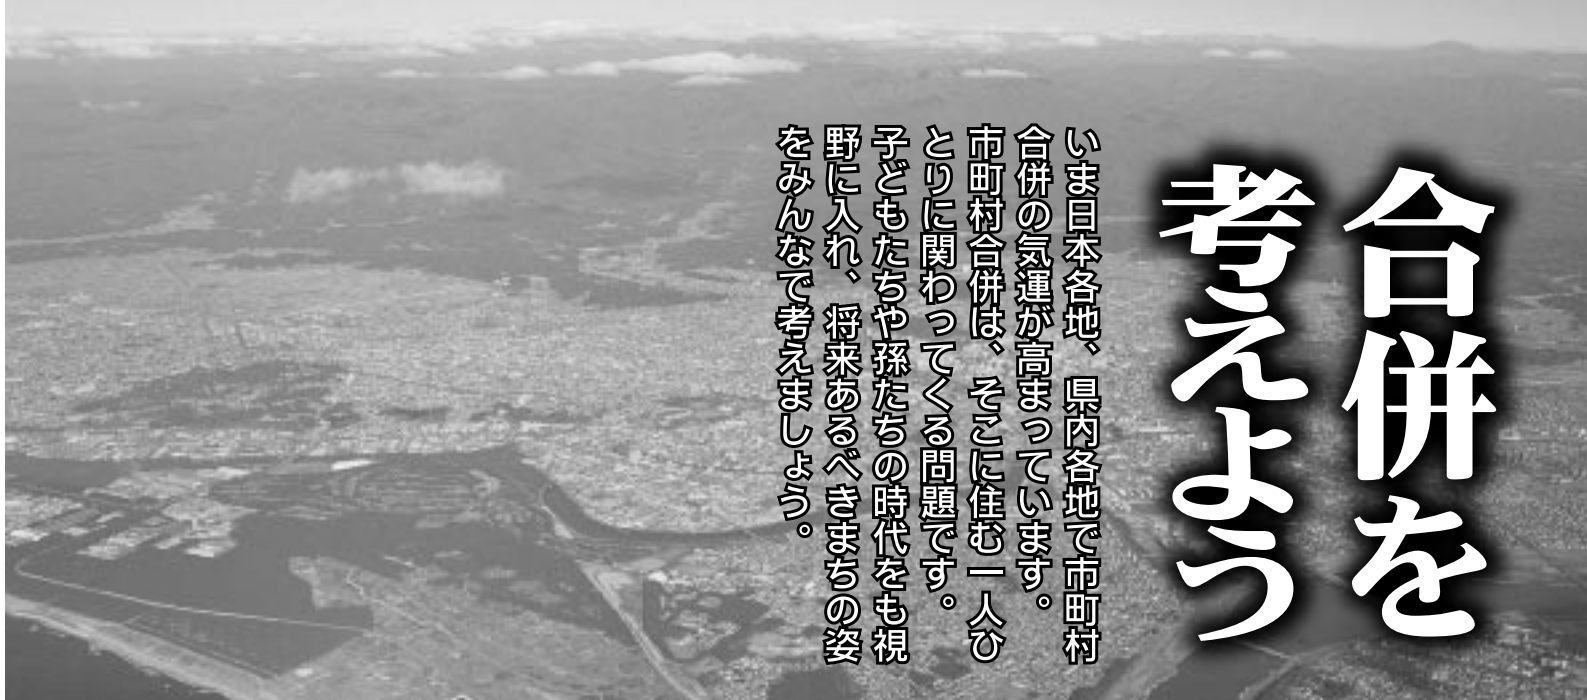 合併を
考えよう
いま日本各地、県内各地で市町村
合併の気運が高まっています。
市町村合併は、そこに住む一人ひ
とりに関わってくる問題です。
子どもたちや孫たちの時代をも視
野に入れ、将来あるべきまちの姿
をみんなで考えましょう。